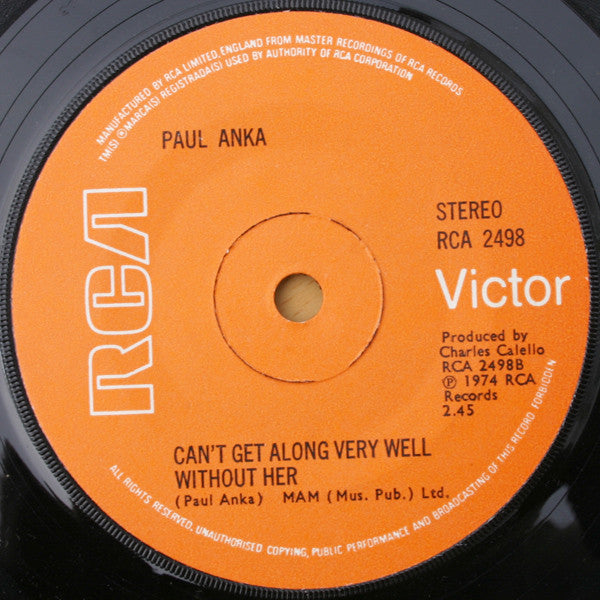 MANUFACTURED BY RCA LIMITED, ENGLAND FROM MASTER RECORDINGS OF RCA RECORDS
TM(S) ® MARCA(S) REGISTRADA(S) USED BY AUTHORITY OF RCA CORPORATION
PAUL ANKA
RCA
STEREO
RCA 2498
Victor
Produced by
Charles Calello
RCA 2498B
℗ 1974 RCA
Records
2.45
CAN'T GET ALONG VERY WELL
WITHOUT HER
(Paul Anka) MAM (Mus. Pub.) Ltd.
ALL RIGHTS RESERVED. UNAUTHORISED COPYING, PUBLIC PERFORMANCE AND BROADCASTING OF THIS RECORD FORBIDDEN